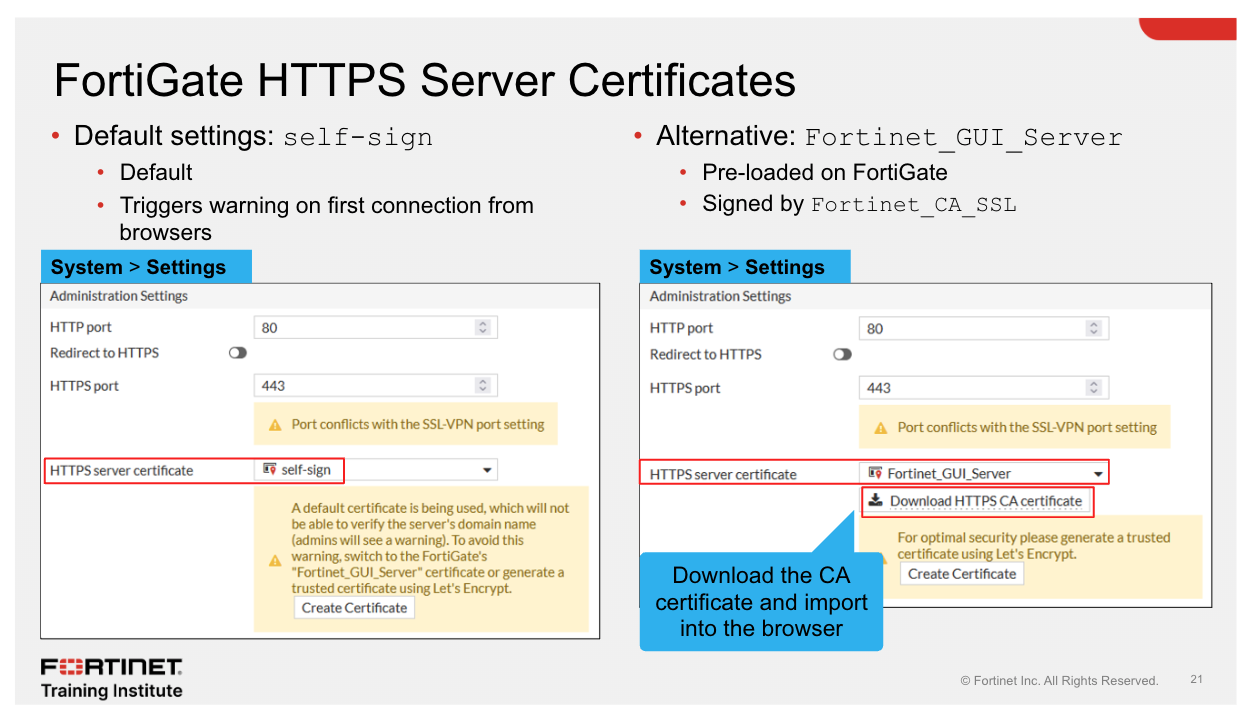 FortiGate HTTPS Server Certificates
• Default settings: self-sign
• Default
• Triggers warning on first connection from
browsers
System > Settings
Administration Settings
HTTP port 80
Redirect to HTTPS
HTTPS port 443
Port conflicts with the SSL-VPN port setting
HTTPS server certificate self-sign
A default certificate is being used, which will not
be able to verify the server's domain name
(admins will see a warning). To avoid this
warning, switch to the FortiGate's
"Fortinet_GUI_Server" certificate or generate a
trusted certificate using Let's Encrypt.
Create Certificate
• Alternative: Fortinet_GUI_Server
• Pre-loaded on FortiGate
• Signed by Fortinet_CA_SSL
System > Settings
Administration Settings
HTTP port 80
Redirect to HTTPS
HTTPS port 443
Port conflicts with the SSL-VPN port setting
HTTPS server certificate Fortinet_GUI_Server
Download HTTPS CA certificate
For optimal security please generate a trusted
certificate using Let's Encrypt.
Create Certificate
Download the CA
certificate and import
into the browser
FORTINET
Training Institute
© Fortinet Inc. All Rights Reserved. 21